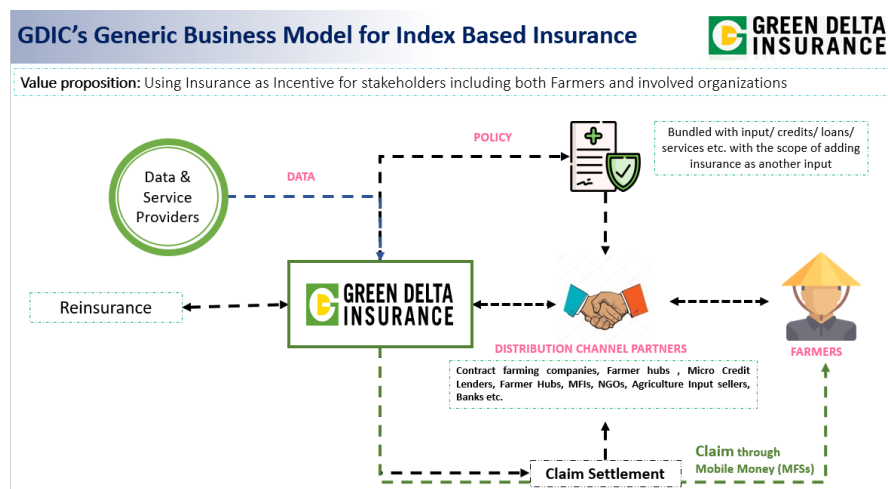 GDIC's Generic Business Model for Index Based Insurance
GREEN DELTA
INSURANCE
Value proposition: Using Insurance as Incentive for stakeholders including both Farmers and involved organizations
POLICY
Bundled with input/ credits/ loans/
services etc. with the scope of adding
insurance as another input
Data &
Service
Providers
DATA
Reinsurance
GREEN DELTA
INSURANCE
DISTRIBUTION CHANNEL PARTNERS
FARMERS
Contract farming companies, Farmer hubs , Micro Credit
Lenders, Farmer Hubs, MFIs, NGOs, Agriculture Input sellers,
Banks etc.
Claim through
Mobile Money (MFSs)
Claim Settlement